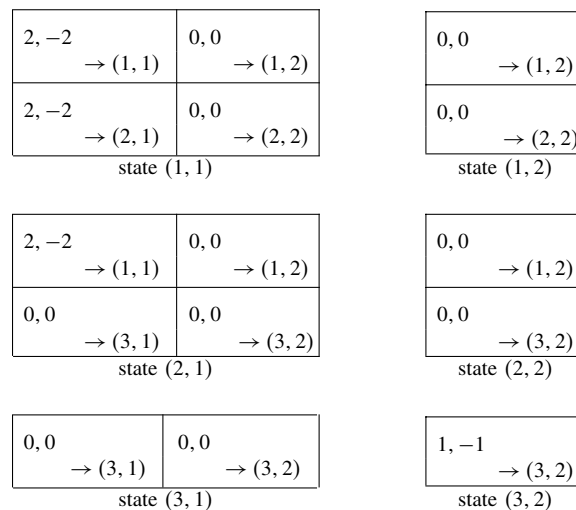 2, −2 0, 0 0, 0
→ (1, 1) → (1, 2) → (1, 2)
2, −2 0, 0 0, 0
→ (2, 1) → (2, 2) → (2, 2)
state (1, 1) state (1, 2)
2, −2 0, 0 0, 0
→ (1, 1) → (1, 2) → (1, 2)
0, 0 0, 0 0, 0
→ (3, 1) → (3, 2) → (3, 2)
state (2, 1) state (2, 2)
0, 0 0, 0 1, −1
→ (3, 1) → (3, 2) → (3, 2)
state (3, 1) state (3, 2)